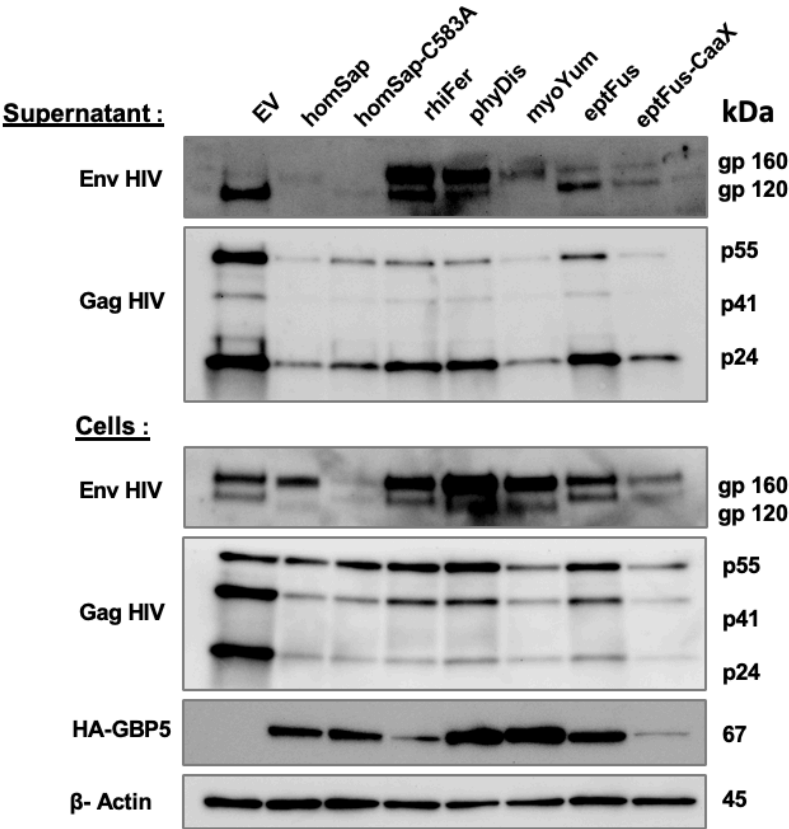 EV homSap homSap-C583A rhiFer phyDis myoYum eptFus eptFus-CaaX
Supernatant : kDa
Env HIV gp 160
gp 120
Gag HIV p55
p41
p24
Cells :
Env HIV gp 160
gp 120
Gag HIV p55
p41
p24
HA-GBP5 67
β- Actin 45